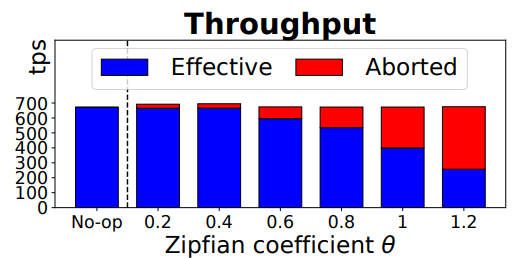 Throughput
tps
Effective Aborted
700
600
500
400
300
200
100
0
No-op 0.2 0.4 0.6 0.8 1 1.2
Zipfian coefficient θ